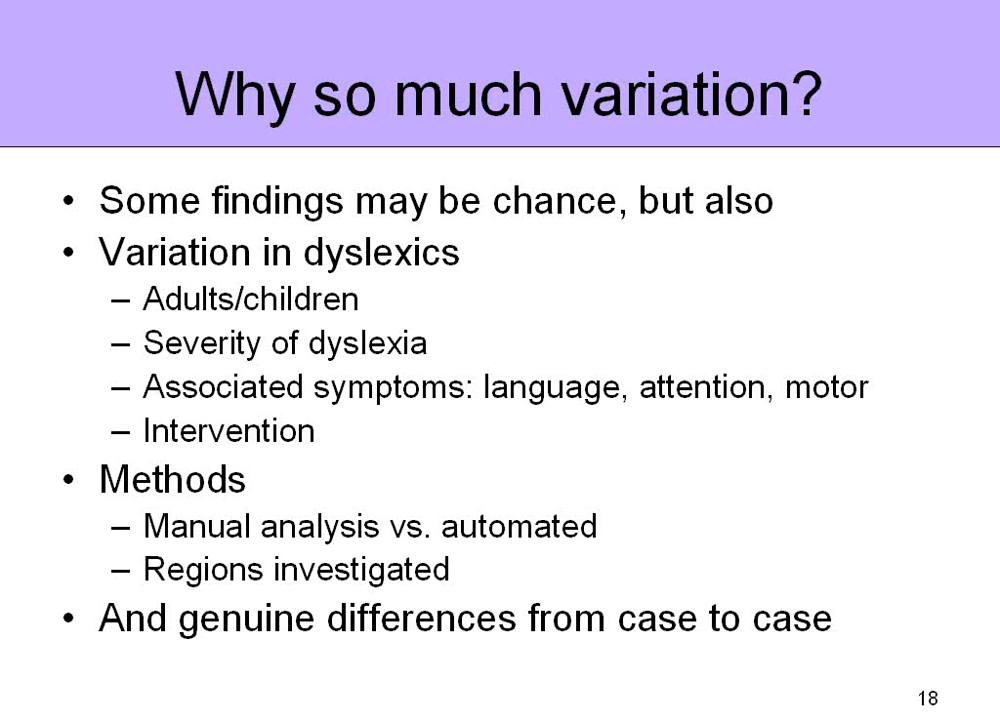 Why so much variation?
• Some findings may be chance, but also
• Variation in dyslexics
– Adults/children
– Severity of dyslexia
– Associated symptoms: language, attention, motor
– Intervention
• Methods
– Manual analysis vs. automated
– Regions investigated
• And genuine differences from case to case
18